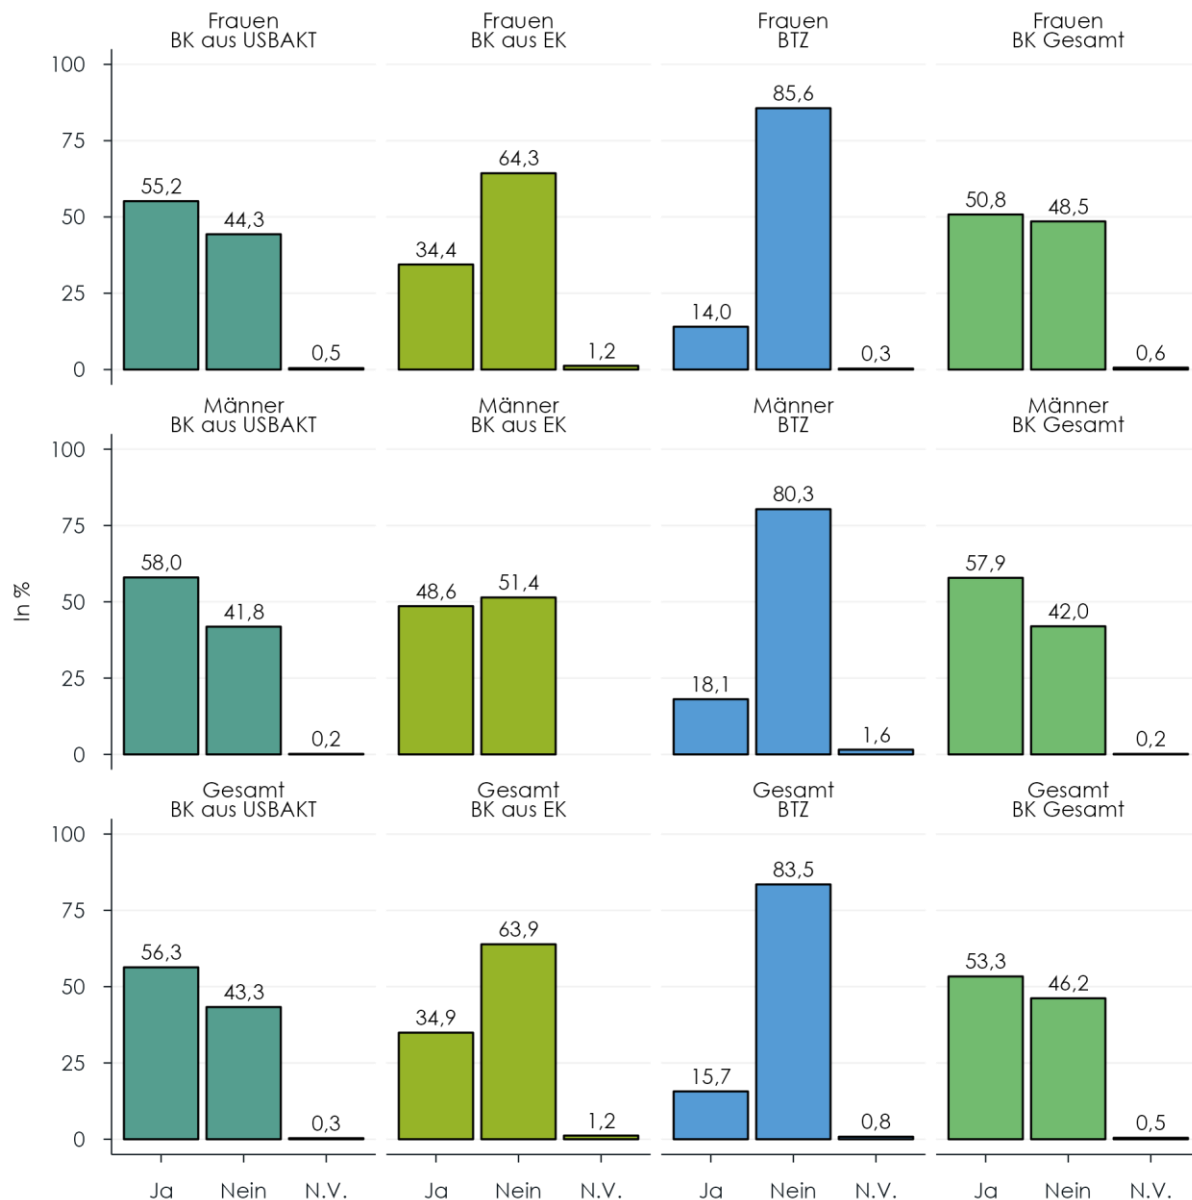 Frauen
BK aus USBAKT
Frauen
BK aus EK
Frauen
BTZ
Frauen
BK Gesamt
100
75
50
25
0
55,2
44,3
0,5
34,4
64,3
1,2
14,0
85,6
0,3
50,8
48,5
0,6
Männer
BK aus USBAKT
Männer
BK aus EK
Männer
BTZ
Männer
BK Gesamt
In %
100
75
50
25
0
58,0
41,8
0,2
48,6
51,4
18,1
80,3
1,6
57,9
42,0
0,2
Gesamt
BK aus USBAKT
Gesamt
BK aus EK
Gesamt
BTZ
Gesamt
BK Gesamt
100
75
50
25
0
56,3
43,3
0,3
34,9
63,9
1,2
15,7
83,5
0,8
53,3
46,2
0,5
Ja Nein N.V.
Ja Nein N.V.
Ja Nein N.V.
Ja Nein N.V.